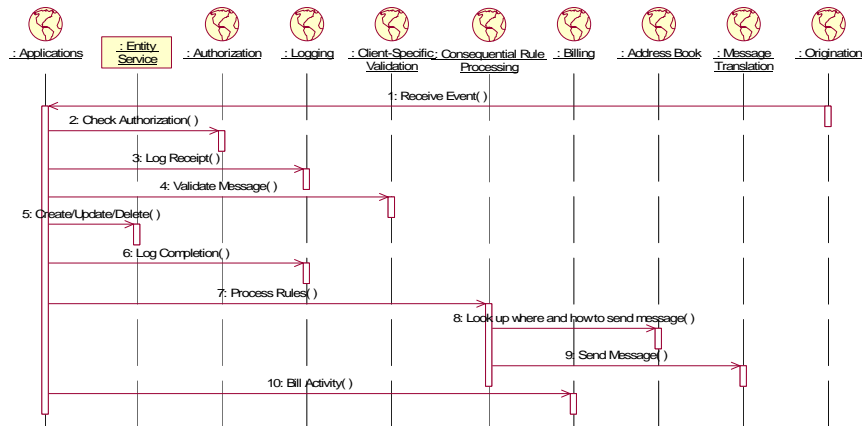 : Applications
: Entity
Service
: Authorization
: Logging
: Client-Specific
Validation
: Consequential Rule
Processing
: Billing
: Address Book
: Message
Translation
: Origination
1: Receive Event( )
2: Check Authorization( )
3: Log Receipt( )
4: Validate Message( )
5: Create/Update/Delete( )
6: Log Completion( )
7: Process Rules( )
8: Look up where and how to send message( )
9: Send Message( )
10: Bill Activity( )